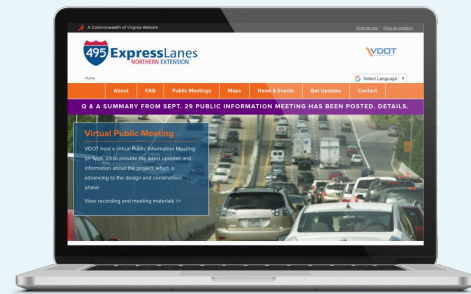 A Commonwealth of Virginia Website
495 ExpressLanes
NORTHERN EXTENSION
VDOT
Home
G Select Language ▼
About FAQ Public Meetings Maps News & Events Get Updates Contact
Q & A SUMMARY FROM SEPT. 29 PUBLIC INFORMATION MEETING HAS BEEN POSTED. DETAILS.
Virtual Public Meeting
VDOT held a virtual Public Information Meeting
on Sept. 29 to provide the latest updates and
information about the project, which is
advancing to the design and construction
phase.
View recording and meeting materials >>